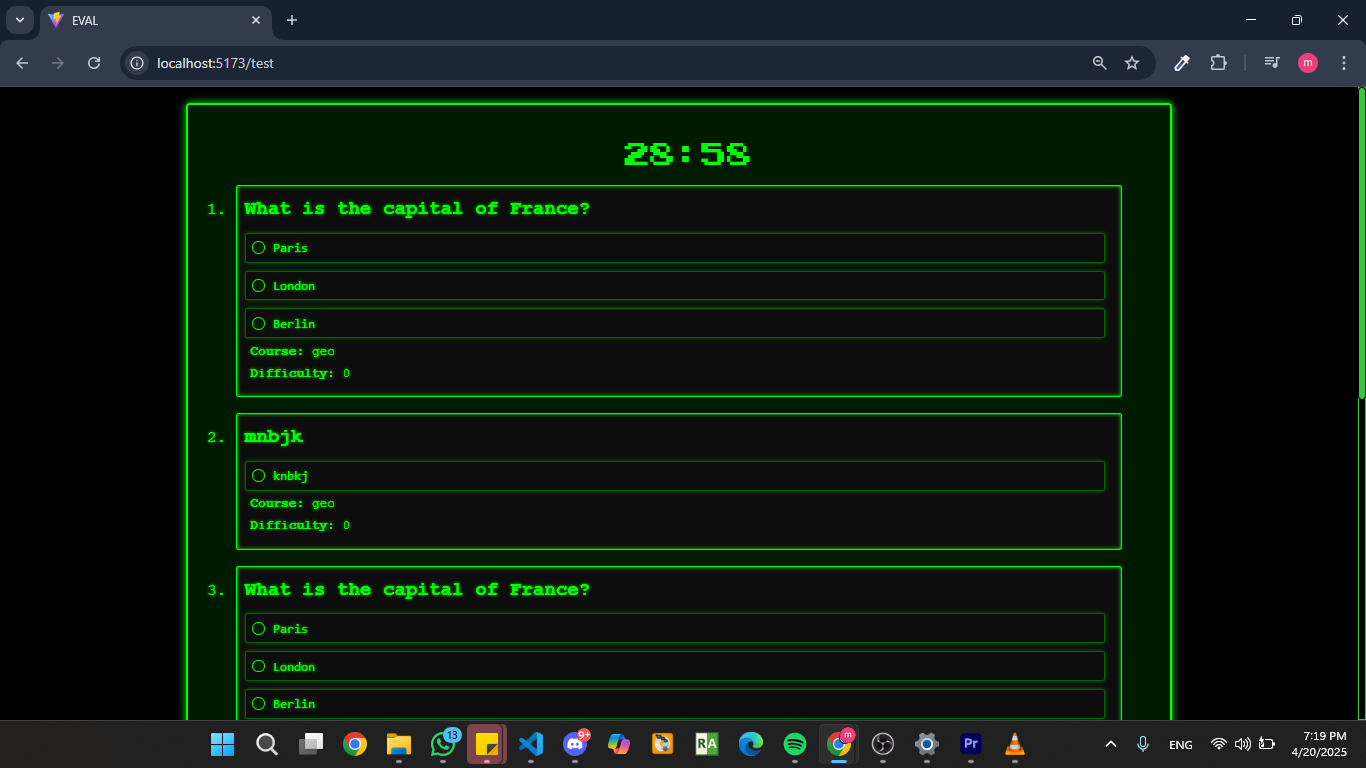 EVAL
localhost:5173/test
m
28:58
1. What is the capital of France?
Paris
London
Berlin
Course: geo
Difficulty: 0
2. mnbjk
knbkj
Course: geo
Difficulty: 0
3. What is the capital of France?
Paris
London
Berlin
13
9+
RA
m
Pr
ENG
7:19 PM
4/20/2025